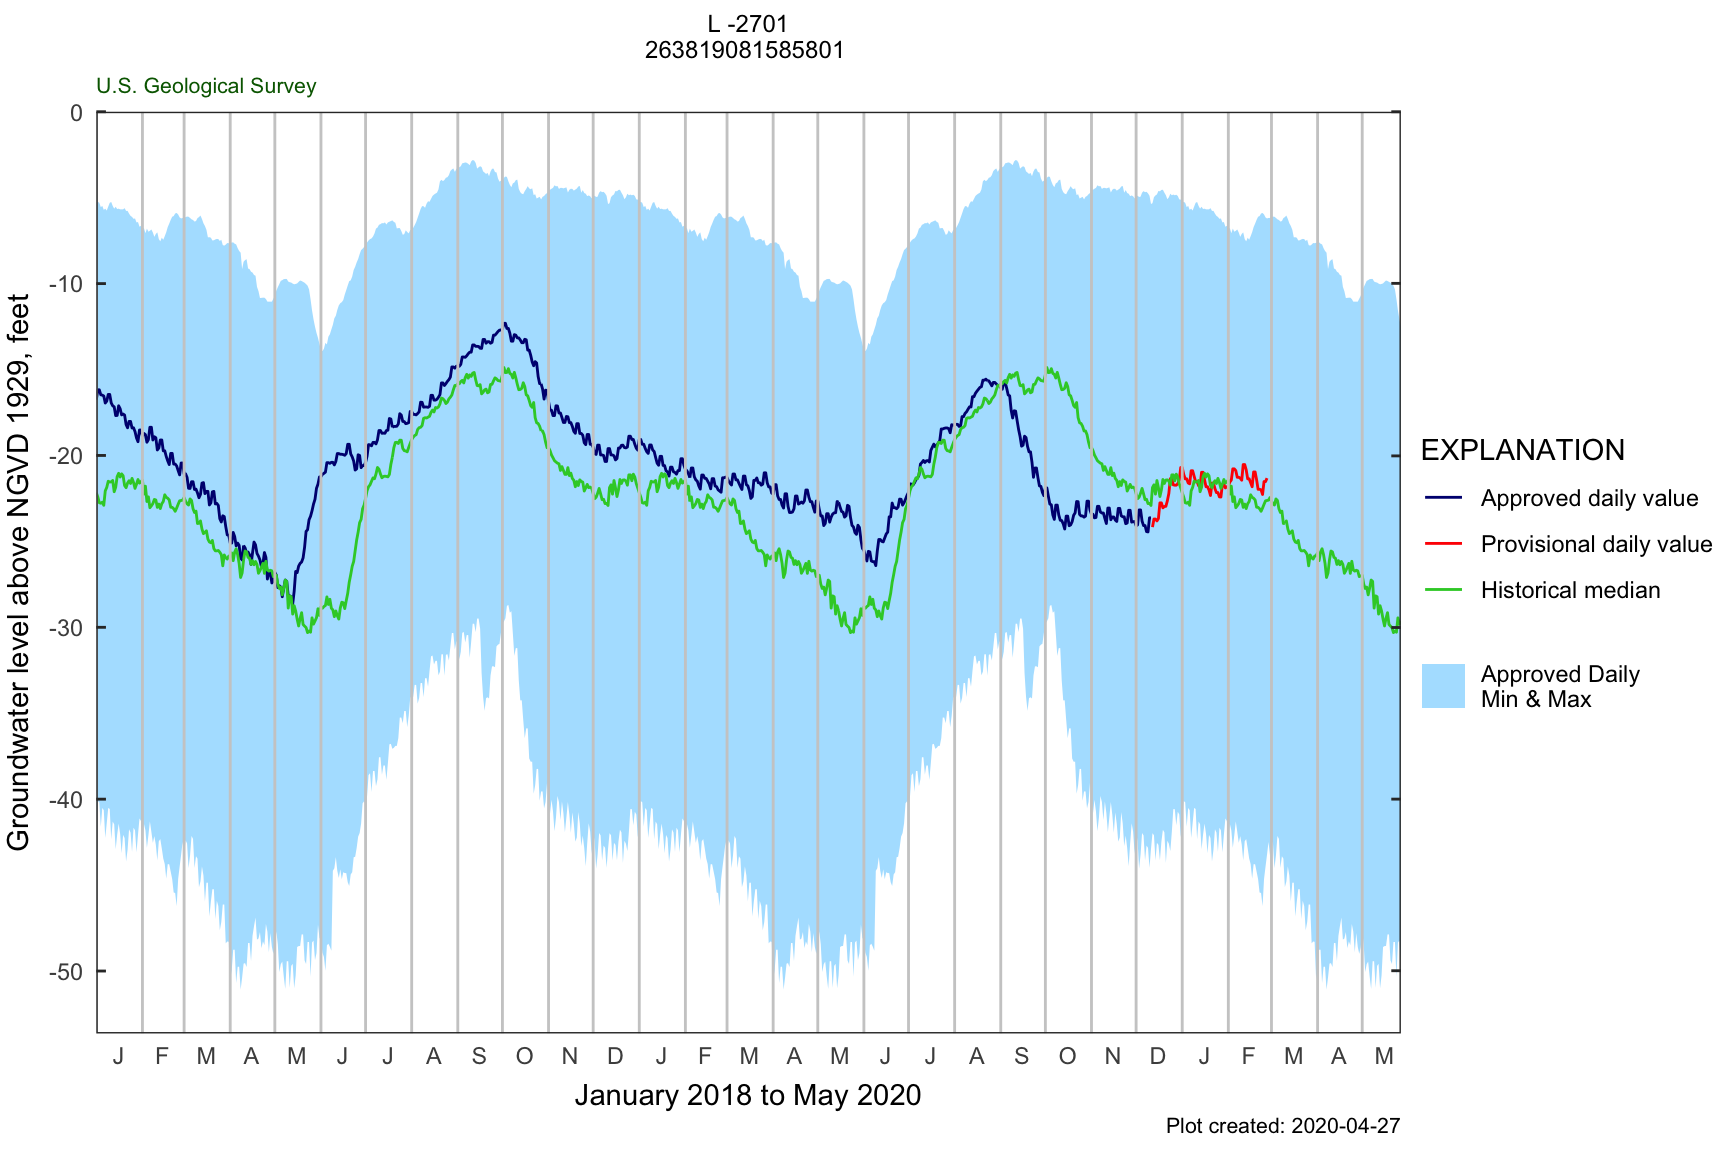 L -2701
263819081585801
U.S. Geological Survey
Groundwater level above NGVD 1929, feet
0
-10
-20
-30
-40
-50
J F M A M J J A S O N D J F M A M J J A S O N D J F M A M
January 2018 to May 2020
EXPLANATION
Approved daily value
Provisional daily value
Historical median
Approved Daily
Min & Max
Plot created: 2020-04-27